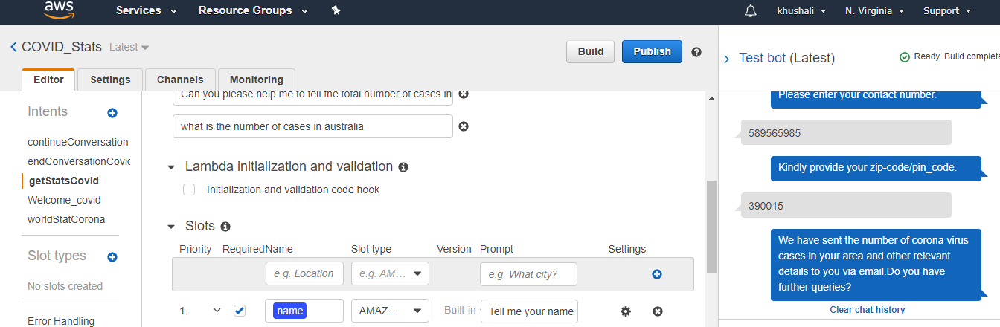 aws
Services
Resource Groups
khushali
N. Virginia
Support
COVID_Stats
Latest
Build
Publish
Editor
Settings
Channels
Monitoring
Intents
continueConversation
endConversationCovid
getStatsCovid
Welcome_covid
worldStatCorona
Slot types
No slots created
Error Handling
Can you please help me to tell the total number of cases in
what is the number of cases in australia
Lambda initialization and validation
Initialization and validation code hook
Slots
Priority Required Name Slot type Version Prompt Settings
e.g. Location e.g. AM... e.g. What city?
1. name AMAZ... Built-in Tell me your name
Test bot (Latest)
Ready. Build complete
Please enter your contact number.
589565985
Kindly provide your zip-code/pin_code.
390015
We have sent the number of corona virus
cases in your area and other relevant
details to you via email.Do you have
further queries?
Clear chat history